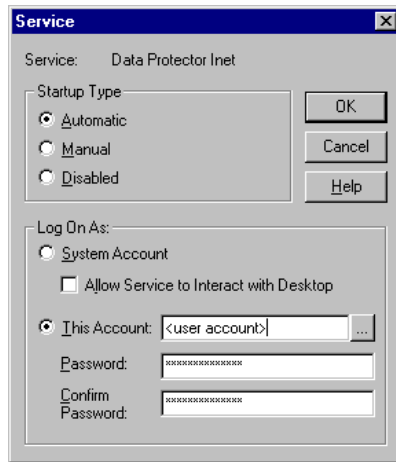 Service
Service: Data Protector Inet
Startup Type
Automatic
Manual
Disabled
OK
Cancel
Help
Log On As:
System Account
Allow Service to Interact with Desktop
This Account: <user account> ...
Password: **************
Confirm Password: **************